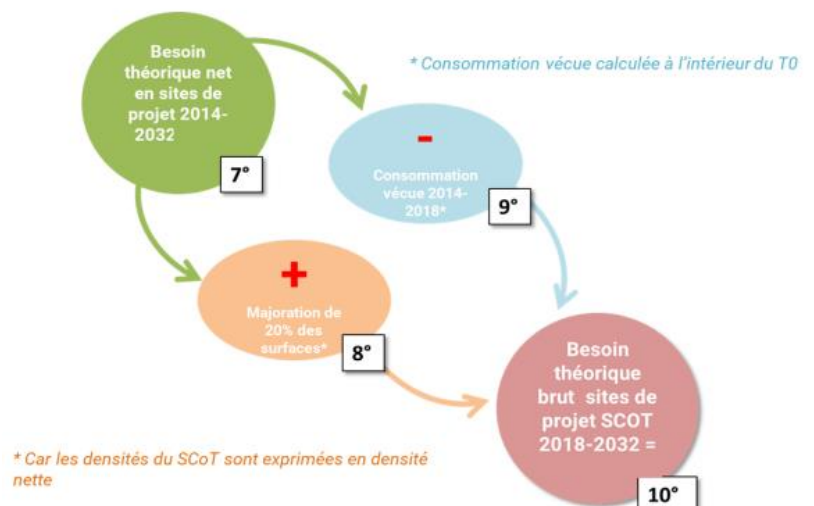 Besoin
théorique net
en sites de
projet 2014-
2032
7°
* Consommation vécue calculée à l'intérieur du T0
-
Consommation
vécue 2014-
2018*
9°
+
Majoration de
20% des
surfaces*
8°
Besoin
théorique
brut sites de
projet SCOT
2018-2032 =
10°
* Car les densités du SCoT sont exprimées en densité
nette